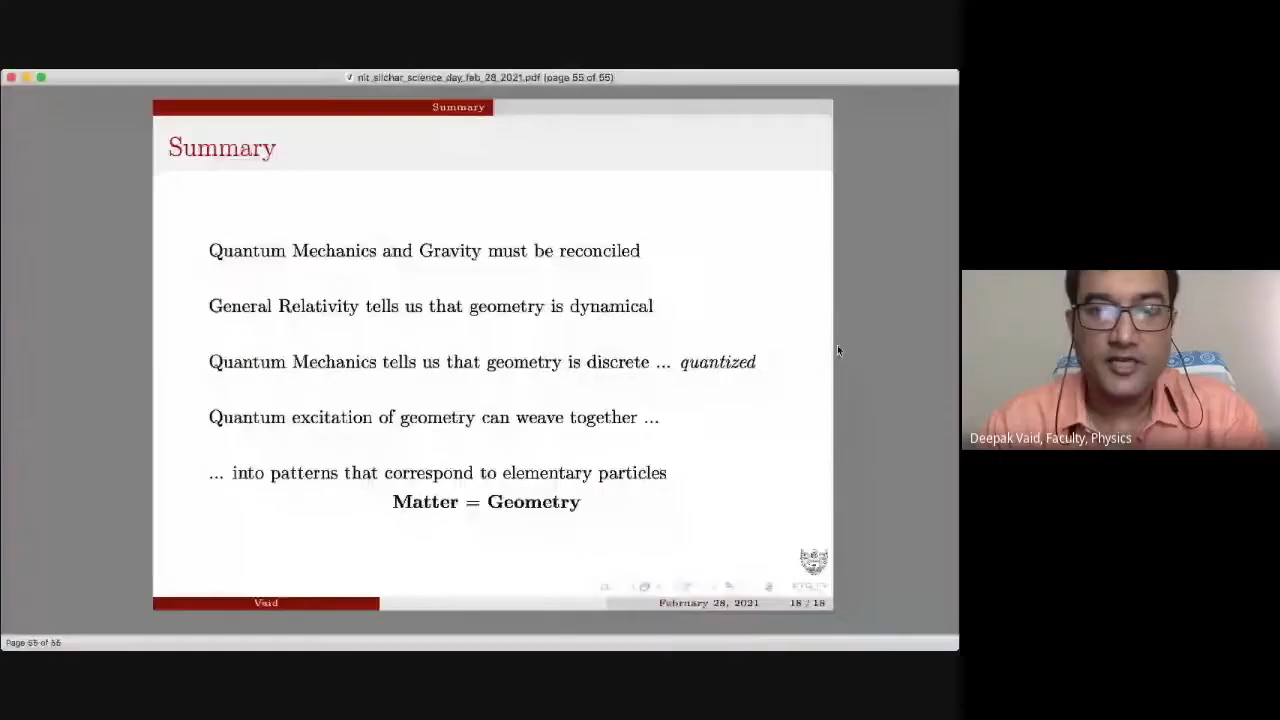 nit_silchar_science_day_feb_28_2021.pdf (page 55 of 55)
Summary
Summary
Quantum Mechanics and Gravity must be reconciled
General Relativity tells us that geometry is dynamical
Quantum Mechanics tells us that geometry is discrete ... quantized
Quantum excitation of geometry can weave together ...
... into patterns that correspond to elementary particles
Matter = Geometry
Vaid
February 28, 2021
18 / 18
Page 55 of 55
Deepak Vaid, Faculty, Physics